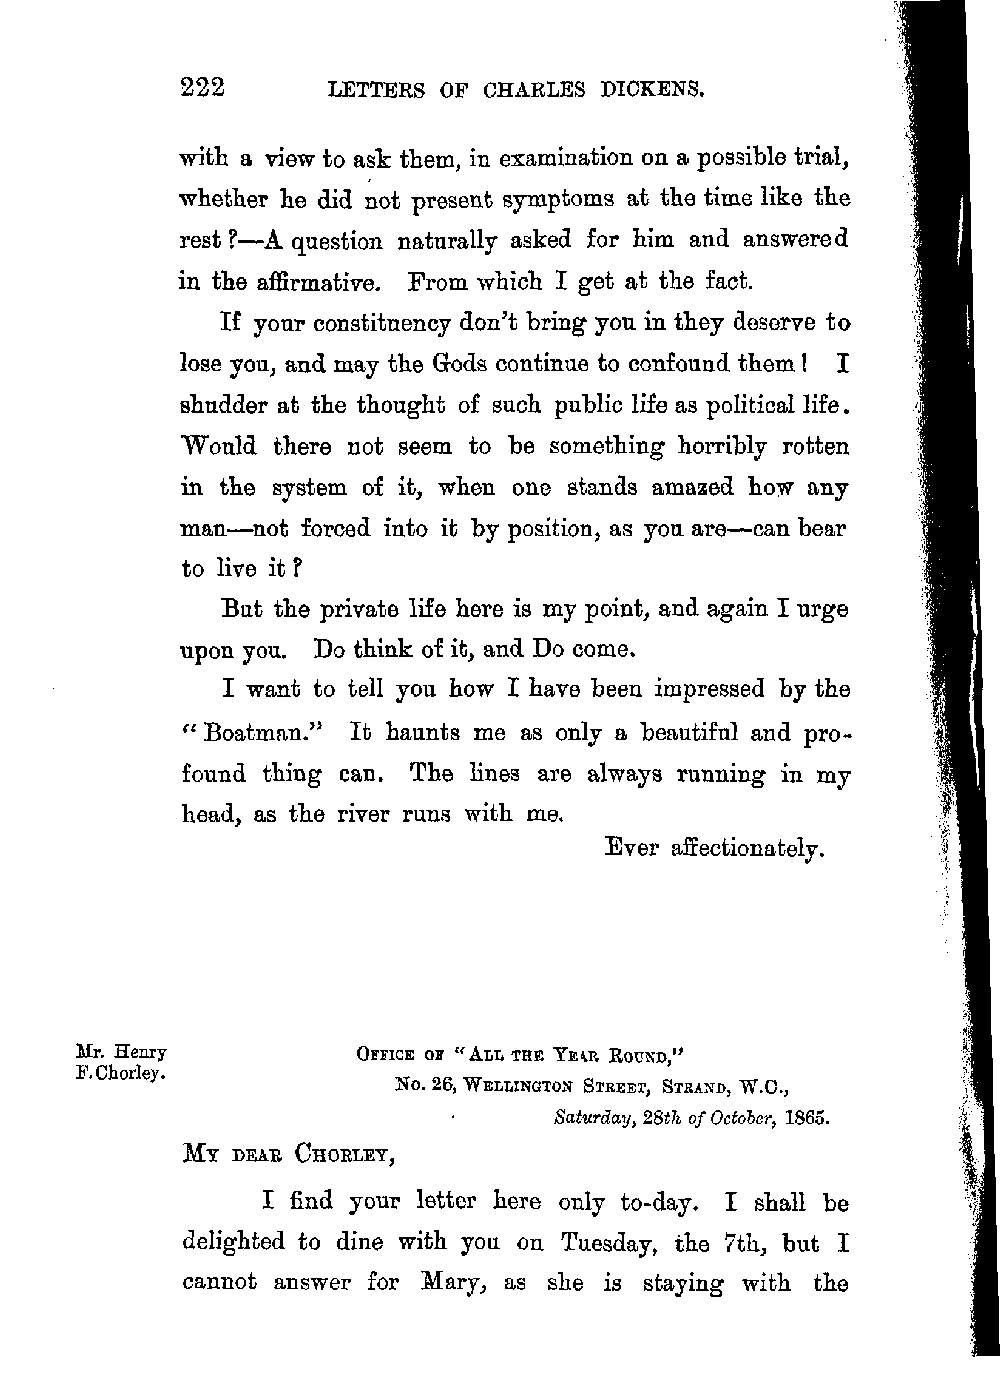 222 LETTERS OF CHARLES DICKENS.
with a view to ask them, in examination on a possible trial,
whether he did not present symptoms at the time like the
rest?—A question naturally asked for him and answered
in the affirmative. From which I get at the fact.
If your constituency don't bring you in they deserve to
lose you, and may the Gods continue to confound them! I
shudder at the thought of such public life as political life.
Would there not seem to be something horribly rotten
in the system of it, when one stands amazed how any
man—not forced into it by position, as you are—can bear
to live it?
But the private life here is my point, and again I urge
upon you. Do think of it, and Do come.
I want to tell you how I have been impressed by the
"Boatman." It haunts me as only a beautiful and pro-
found thing can. The lines are always running in my
head, as the river runs with me.
Ever affectionately.
Mr. Henry
F. Chorley.
OFFICE OF "ALL THE YEAR ROUND,"
No. 26, WELLINGTON STREET, STRAND, W.C.,
Saturday, 28th of October, 1865.
MY DEAR CHORLEY,
I find your letter here only to-day. I shall be
delighted to dine with you on Tuesday, the 7th, but I
cannot answer for Mary, as she is staying with the